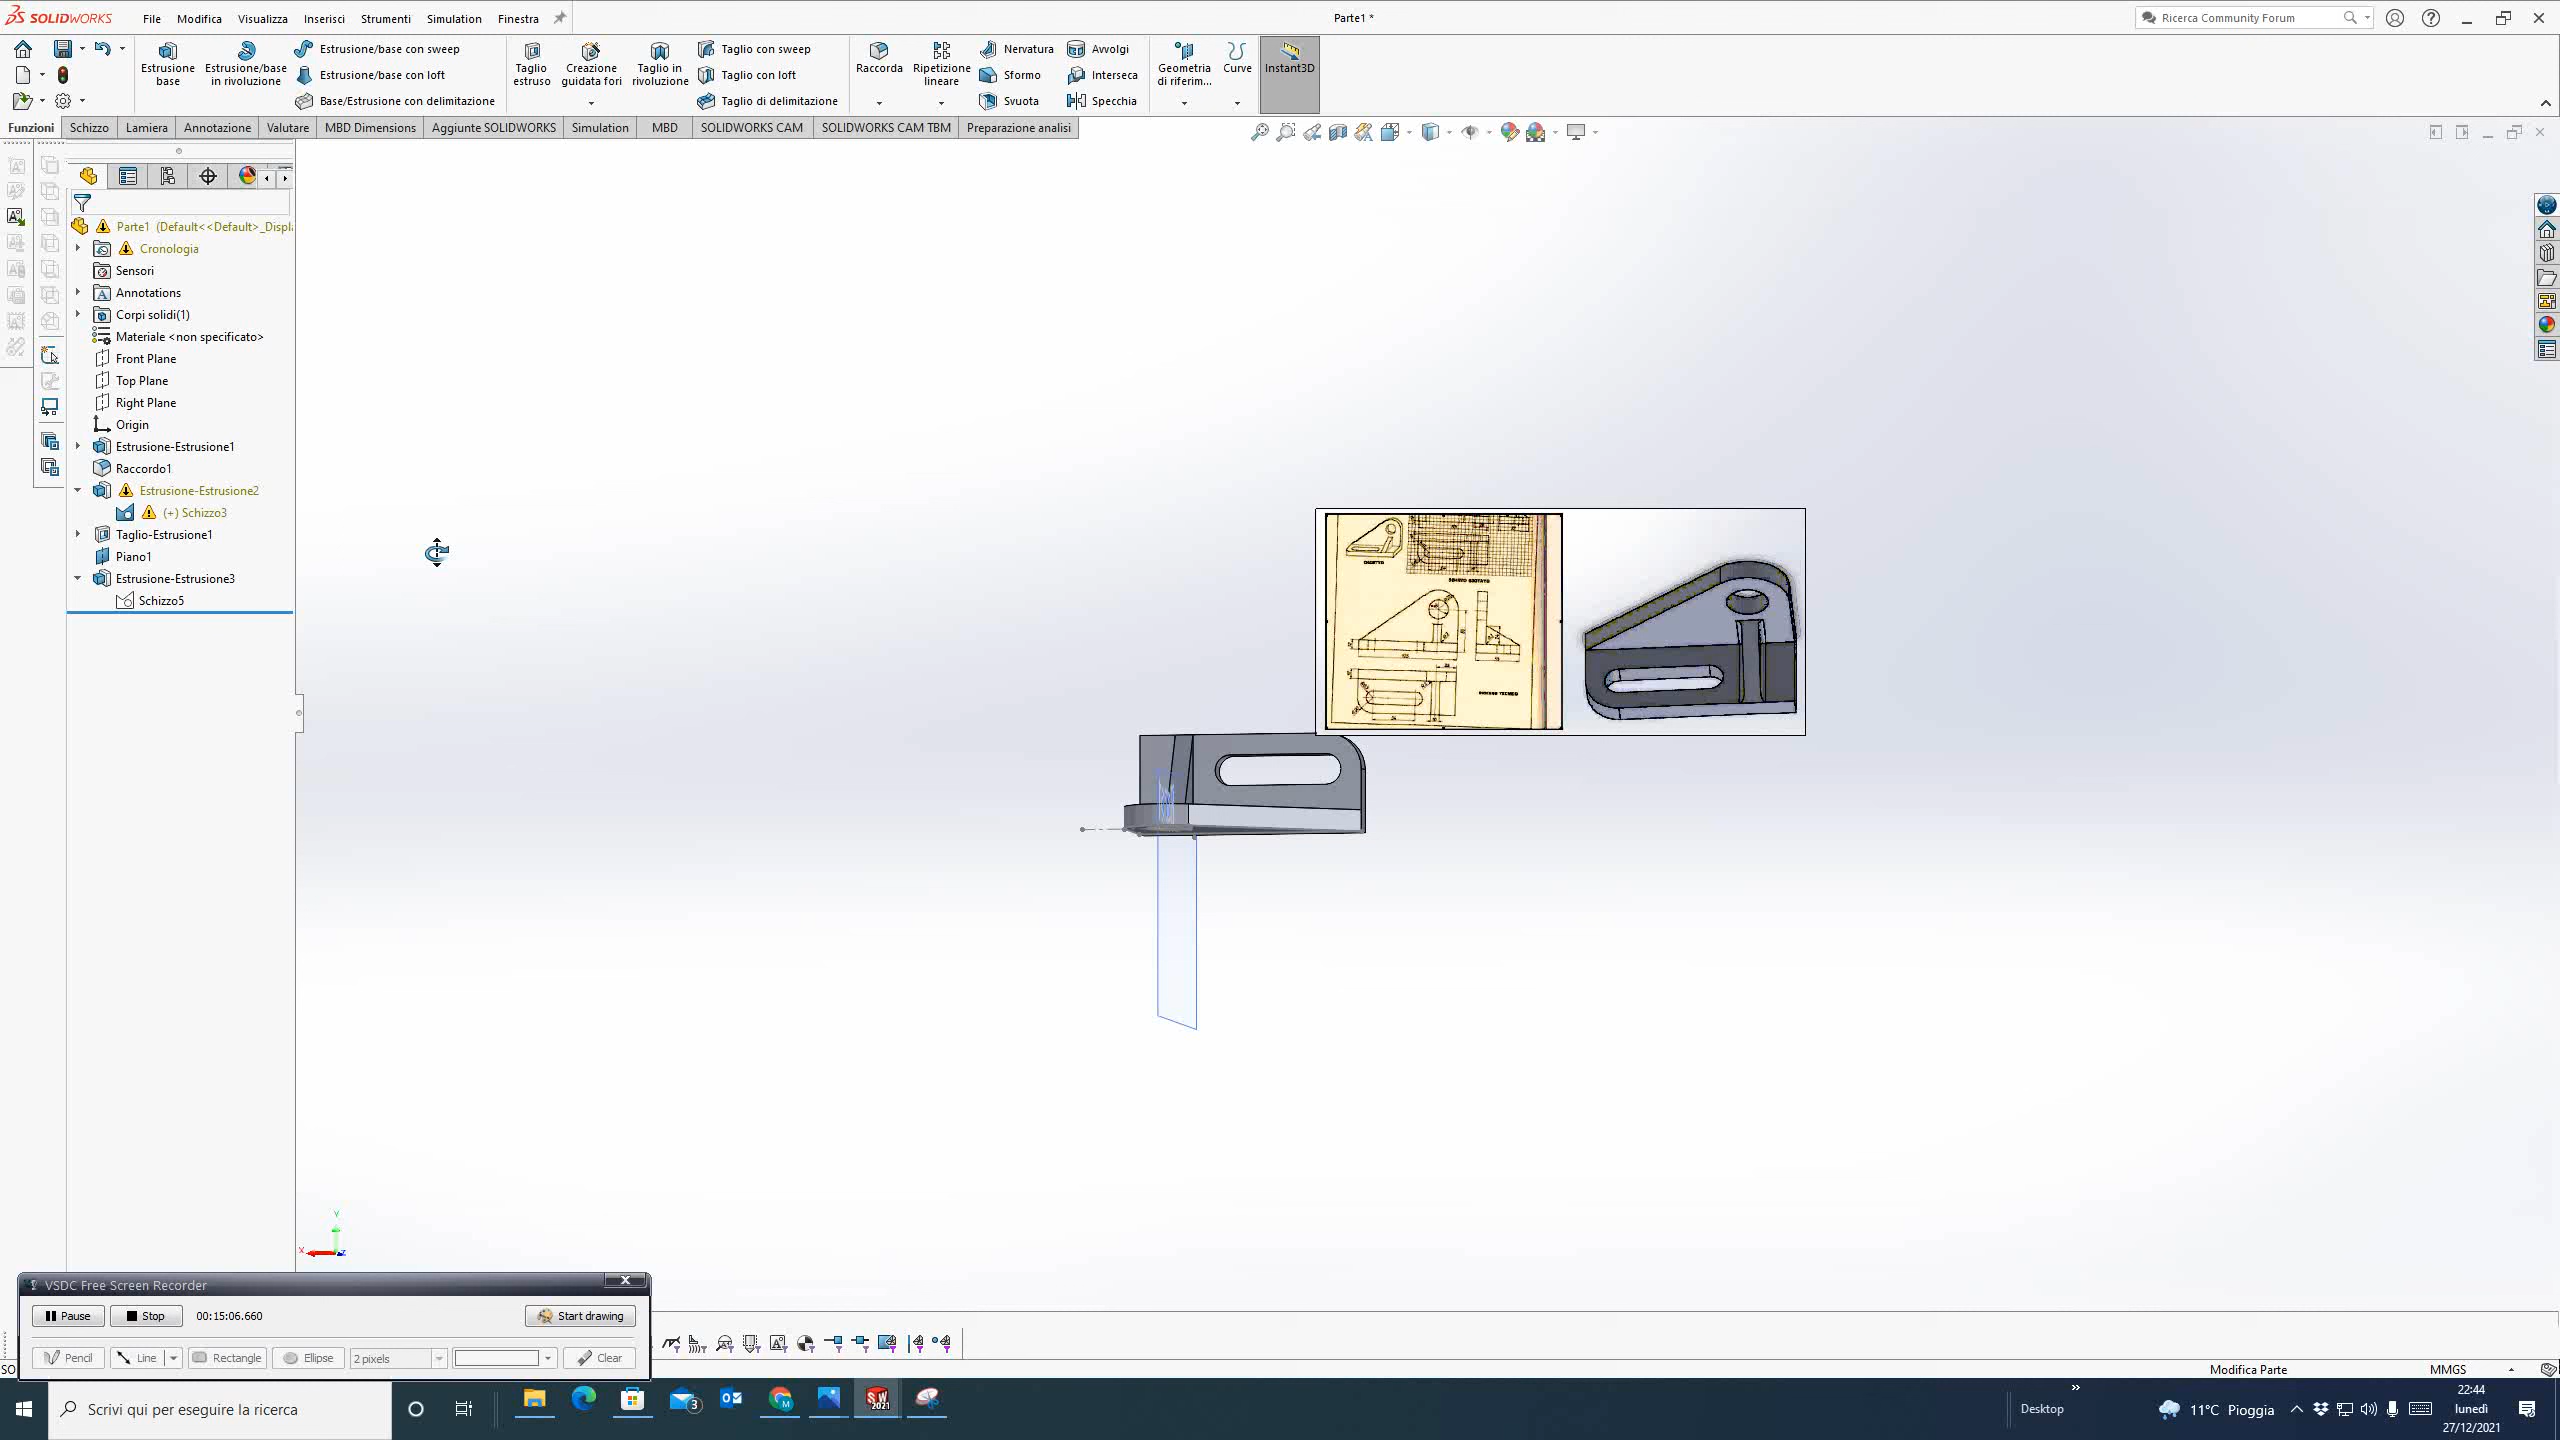 SOLIDWORKS
File Modifica Visualizza Inserisci Strumenti Simulation Finestra
Parte1 *
Ricerca Community Forum
Estrusione base
Estrusione/base in rivoluzione
Estrusione/base con sweep
Estrusione/base con loft
Base/Estrusione con delimitazione
Taglio estruso
Creazione guidata fori
Taglio in rivoluzione
Taglio con sweep
Taglio con loft
Taglio di delimitazione
Raccorda
Ripetizione lineare
Nervatura
Sformo
Svuota
Avvolgi
Interseca
Specchia
Geometria di riferim...
Curve
Instant3D
Funzioni Schizzo Lamiera Annotazione Valutare MBD Dimensions Aggiunte SOLIDWORKS Simulation MBD SOLIDWORKS CAM SOLIDWORKS CAM TBM Preparazione analisi
Parte1 (Default<<Default>_Displa
Cronologia
Sensori
Annotations
Corpi solidi(1)
Materiale <non specificato>
Front Plane
Top Plane
Right Plane
Origin
Estrusione-Estrusione1
Raccordo1
Estrusione-Estrusione2
(+) Schizzo3
Taglio-Estrusione1
Piano1
Estrusione-Estrusione3
Schizzo5
Y
X
Z
VSDC Free Screen Recorder
Pause Stop 00:15:06.660 Start drawing
Pencil Line Rectangle Ellipse 2 pixels Clear
SO
Modifica Parte MMGS
Scrivi qui per eseguire la ricerca
3
SW 2021
Desktop
11°C Pioggia
22:44
lunedì
27/12/2021